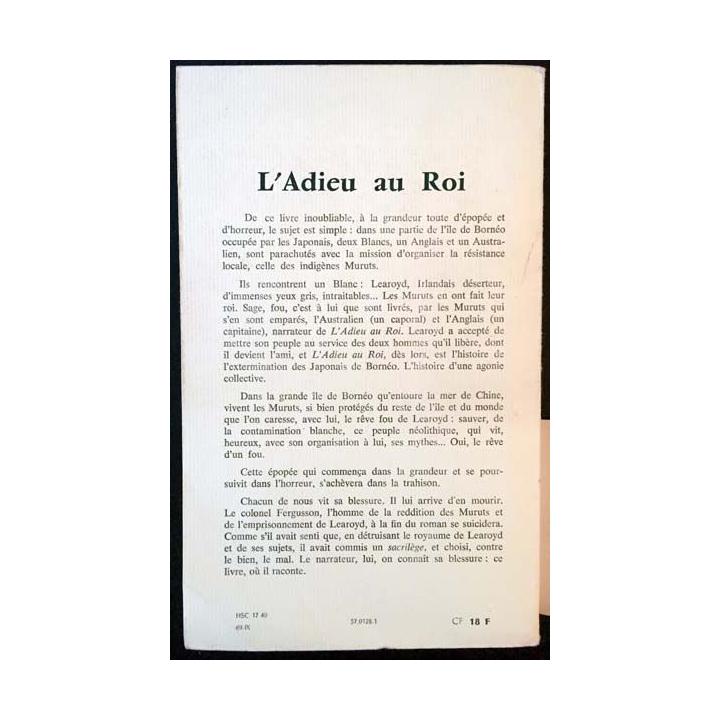 L'Adieu au Roi
De ce livre inoubliable, à la grandeur toute d'épopée et
d'horreur, le sujet est simple : dans une partie de l'île de Bornéo
occupée par les Japonais, deux Blancs, un Anglais et un Austra-
lien, sont parachutés avec la mission d'organiser la résistance
locale, celle des indigènes Muruts.
Ils rencontrent un Blanc : Learoyd, Irlandais déserteur,
d'immenses yeux gris, intraitables... Les Muruts en ont fait leur
roi. Sage, fou, c'est à lui que sont livrés, par les Muruts qui
s'en sont emparés, l'Australien (un caporal) et l'Anglais (un
capitaine), narrateur de L'Adieu au Roi. Learoyd a accepté de
mettre son peuple au service des deux hommes qu'il libère, dont
il devient l'ami, et L'Adieu au Roi, dès lors, est l'histoire de
l'extermination des Japonais de Bornéo. L'histoire d'une agonie
collective.
Dans la grande île de Bornéo qu'entoure la mer de Chine,
vivent les Muruts, si bien protégés du reste de l'île et du monde
que l'on caresse, avec lui, le rêve fou de Learoyd : sauver, de
la contamination blanche, ce peuple néolithique, qui vit,
heureux, avec son organisation à lui, ses mythes... Oui, le rêve
d'un fou.
Cette épopée qui commença dans la grandeur et se pour-
suivit dans l'horreur, s'achèvera dans la trahison.
Chacun de nous vit sa blessure. Il lui arrive d'en mourir.
Le colonel Fergusson, l'homme de la reddition des Muruts et
de l'emprisonnement de Learoyd, à la fin du roman se suicidera.
Comme s'il avait senti que, en détruisant le royaume de Learoyd
et de ses sujets, il avait commis un sacrilège, et choisi, contre
le bien, le mal. Le narrateur, lui, on connaît sa blessure : ce
livre, où il raconte.
HSC 17 40
69.IX
57.0128.1
CF 18 F